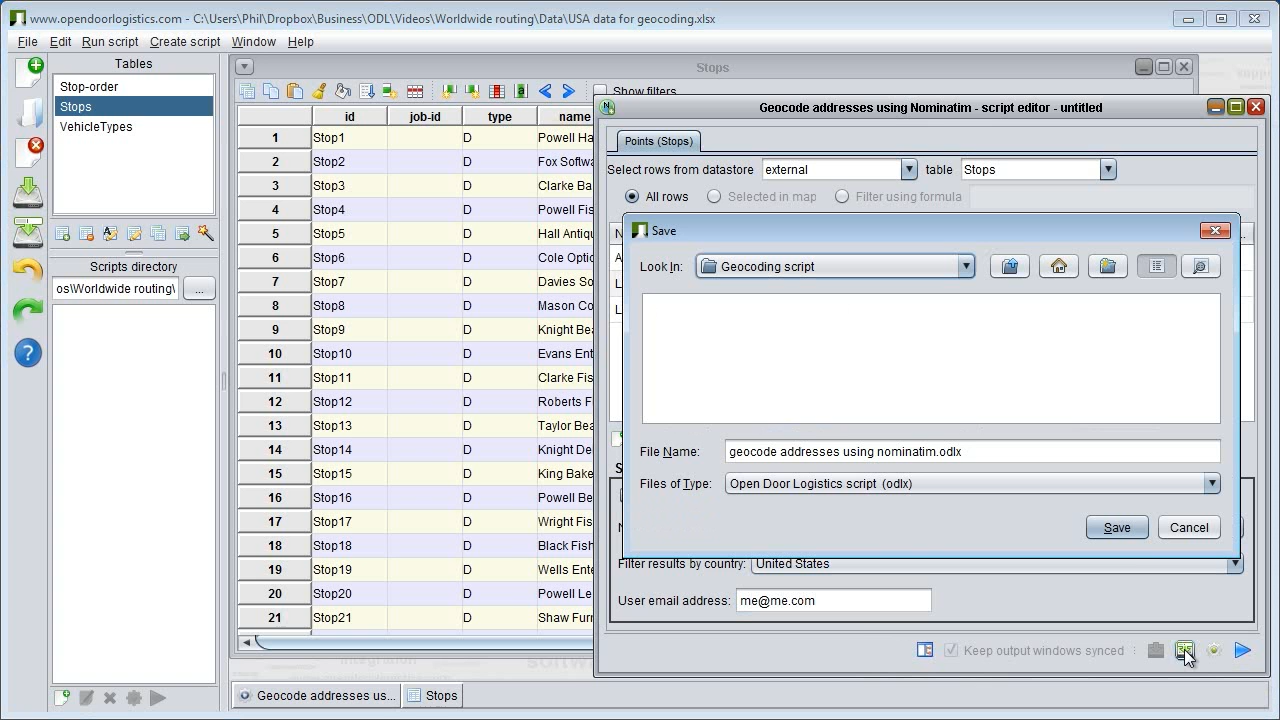 www.opendoorlogistics.com - C:\Users\Phil\Dropbox\Business\ODL\Videos\Worldwide routing\Data\USA data for geocoding.xlsx
File Edit Run script Create script Window Help
Tables
Stop-order
Stops
VehicleTypes
Scripts directory
os\Worldwide routing\ ...
Stops
Show filters
id job-id type name
1 Stop1 D Powell Ha
2 Stop2 D Fox Softwa
3 Stop3 D Clarke Ba
4 Stop4 D Powell Fis
5 Stop5 D Hall Antiqu
6 Stop6 D Cole Optic
7 Stop7 D Davies So
8 Stop8 D Mason Co
9 Stop9 D Knight Bea
10 Stop10 D Evans Ent
11 Stop11 D Clarke Fis
12 Stop12 D Roberts F
13 Stop13 D Taylor Bea
14 Stop14 D Knight De
15 Stop15 D King Bake
16 Stop16 D Powell Be
17 Stop17 D Wright Fis
18 Stop18 D Black Fish
19 Stop19 D Wells Ente
20 Stop20 D Powell Le
21 Stop21 D Shaw Furr
Geocode addresses using Nominatim - script editor - untitled
Points (Stops)
Select rows from datastore external table Stops
All rows Selected in map Filter using formula
Save
Look In: Geocoding script
File Name: geocode addresses using nominatim.odlx
Files of Type: Open Door Logistics script (odlx)
Save Cancel
Filter results by country: United States
User email address: me@me.com
Keep output windows synced
Geocode addresses us... Stops